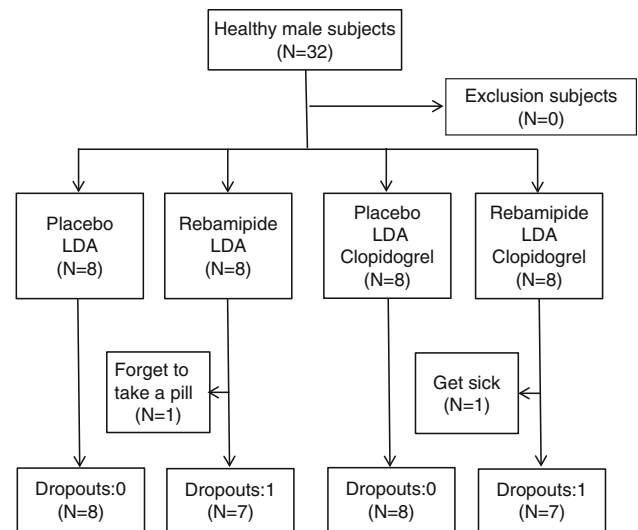 Healthy male subjects
(N=32)
Exclusion subjects
(N=0)
Placebo
LDA
(N=8)
Rebamipide
LDA
(N=8)
Placebo
LDA
Clopidogrel
(N=8)
Rebamipide
LDA
Clopidogrel
(N=8)
Forget to
take a pill
(N=1)
Get sick
(N=1)
Dropouts:0
(N=8)
Dropouts:1
(N=7)
Dropouts:0
(N=8)
Dropouts:1
(N=7)